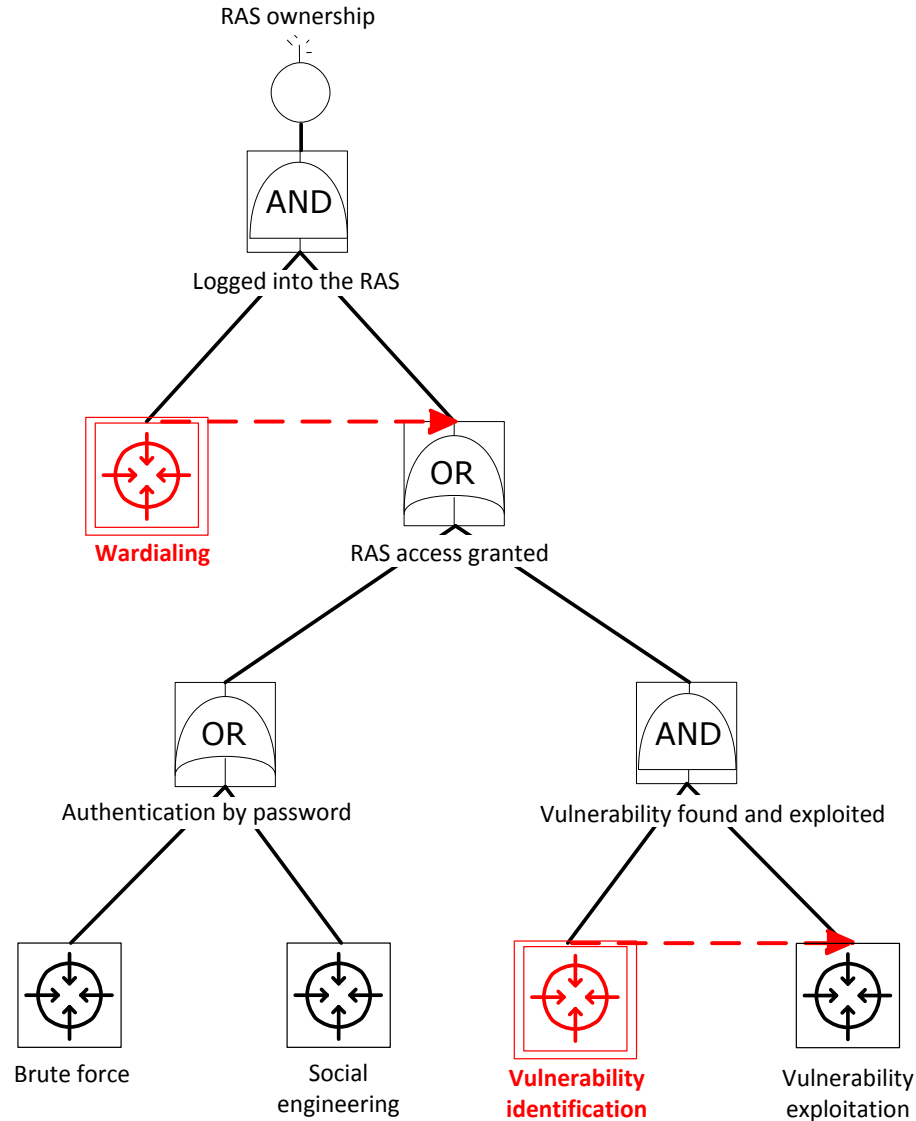 RAS ownership
AND
Logged into the RAS
OR
Wardialing
RAS access granted
OR
AND
Authentication by password
Vulnerability found and exploited
Brute force
Social
engineering
Vulnerability
identification
Vulnerability
exploitation